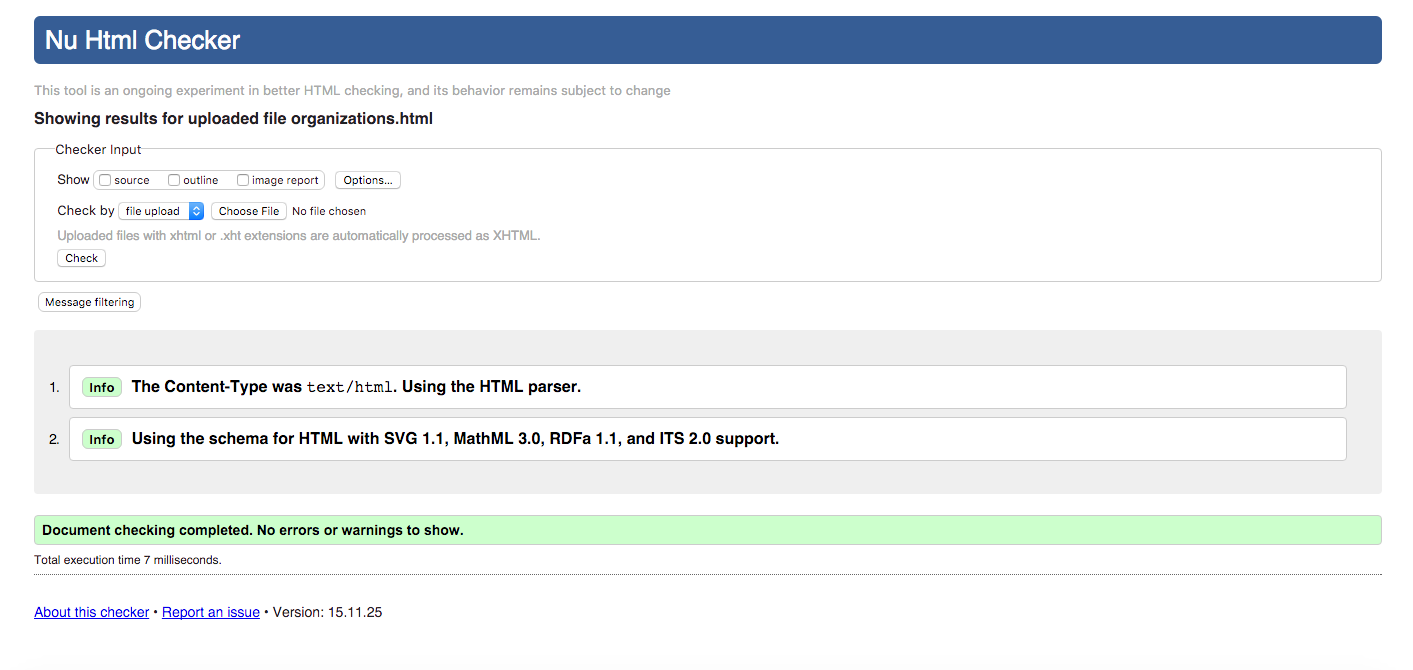 Nu Html Checker
This tool is an ongoing experiment in better HTML checking, and its behavior remains subject to change
Showing results for uploaded file organizations.html
Checker Input
Show source outline image report Options...
Check by file upload Choose File No file chosen
Uploaded files with xhtml or .xht extensions are automatically processed as XHTML.
Check
Message filtering
1. Info The Content-Type was text/html. Using the HTML parser.
2. Info Using the schema for HTML with SVG 1.1, MathML 3.0, RDFa 1.1, and ITS 2.0 support.
Document checking completed. No errors or warnings to show.
Total execution time 7 milliseconds.
About this checker • Report an issue • Version: 15.11.25